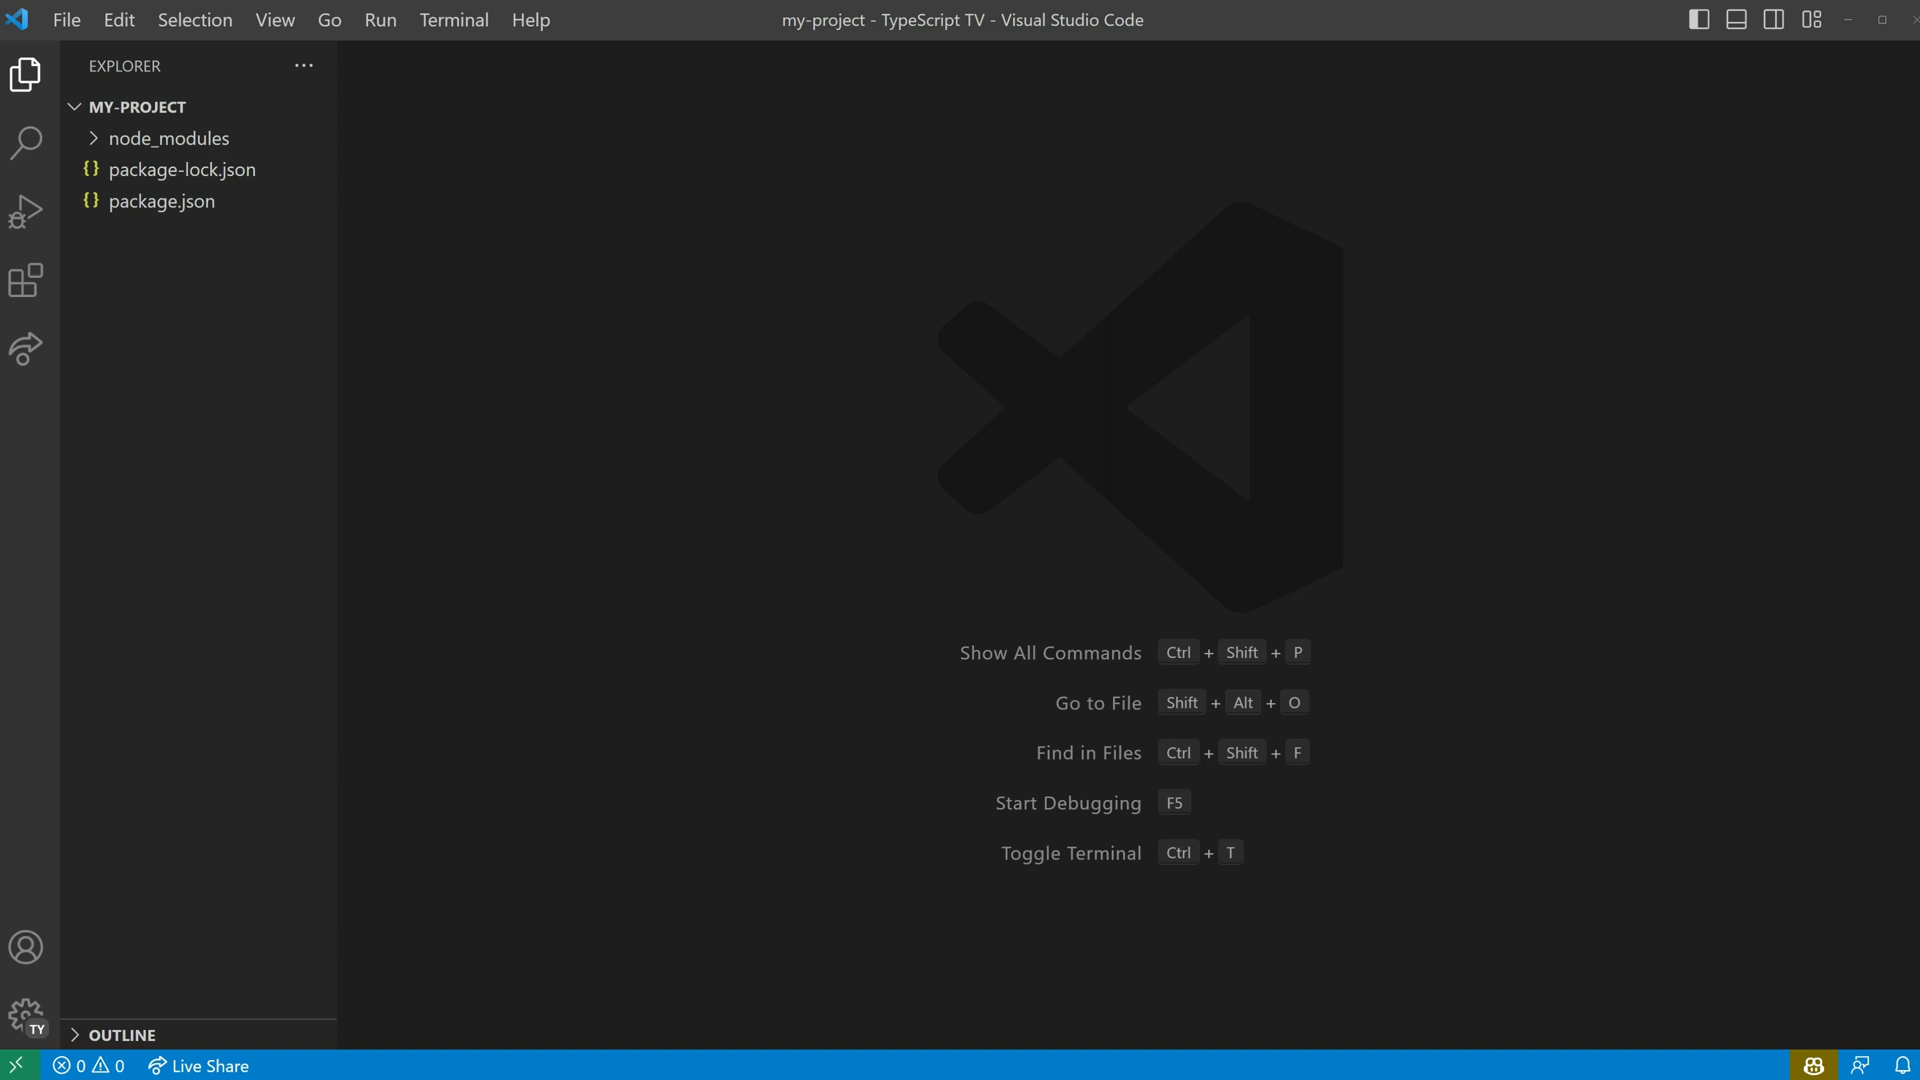 File Edit Selection View Go Run Terminal Help
my-project - TypeScript TV - Visual Studio Code
EXPLORER
MY-PROJECT
node_modules
{} package-lock.json
{} package.json
Show All Commands Ctrl + Shift + P
Go to File Shift + Alt + O
Find in Files Ctrl + Shift + F
Start Debugging F5
Toggle Terminal Ctrl + T
TY
OUTLINE
0 0 Live Share